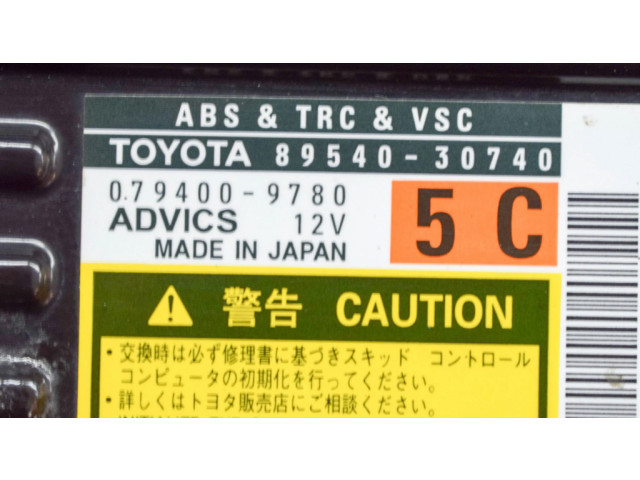 ABS & TRC & VSC
TOYOTA 89540-30740
0.79400-9780
ADVICS 12V
5 C
MADE IN JAPAN
警告 CAUTION
・交換時は必ず修理書に基づきスキッド コントロール
コンピュータの初期化を行ってください。
・詳しくはトヨタ販売店にご相談ください。